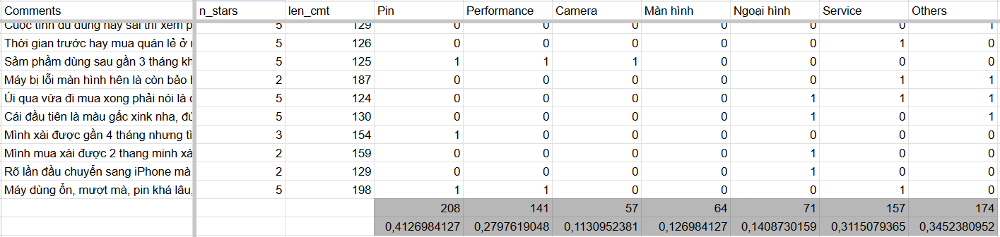 Comments n_stars len_cmt Pin Performance Camera Màn hình Ngoại hình Service Others
Cuộc tình dù đúng hay sai thì xem p 5 129 0 0 0 0 0 0 1
Thời gian trước hay mua quán lẻ ở r 5 126 0 0 0 0 0 1 0
Sảm phầm dùng sau gần 3 tháng kh 5 125 1 1 1 0 0 0 0
Máy bị lỗi màn hình hên là còn bảo h 2 187 0 0 0 0 0 1 1
Úi qua vừa đi mua xong phải nói là c 5 124 0 0 0 0 1 1 1
Cái đầu tiên là màu gấc xink nha, đú 5 130 0 0 0 0 1 0 1
Mình xài được gần 4 tháng nhưng tì 3 154 1 0 0 0 0 0 0
Mình mua xài được 2 thang minh xà 2 159 0 0 0 0 1 0 0
Rõ lần đầu chuyển sang iPhone mà 2 129 0 0 0 0 1 0 0
Máy dùng ổn, mượt mà, pin khá lâu, 5 198 1 1 0 0 0 1 0
208 141 57 64 71 157 174
0,4126984127 0,2797619048 0,1130952381 0,126984127 0,1408730159 0,3115079365 0,3452380952